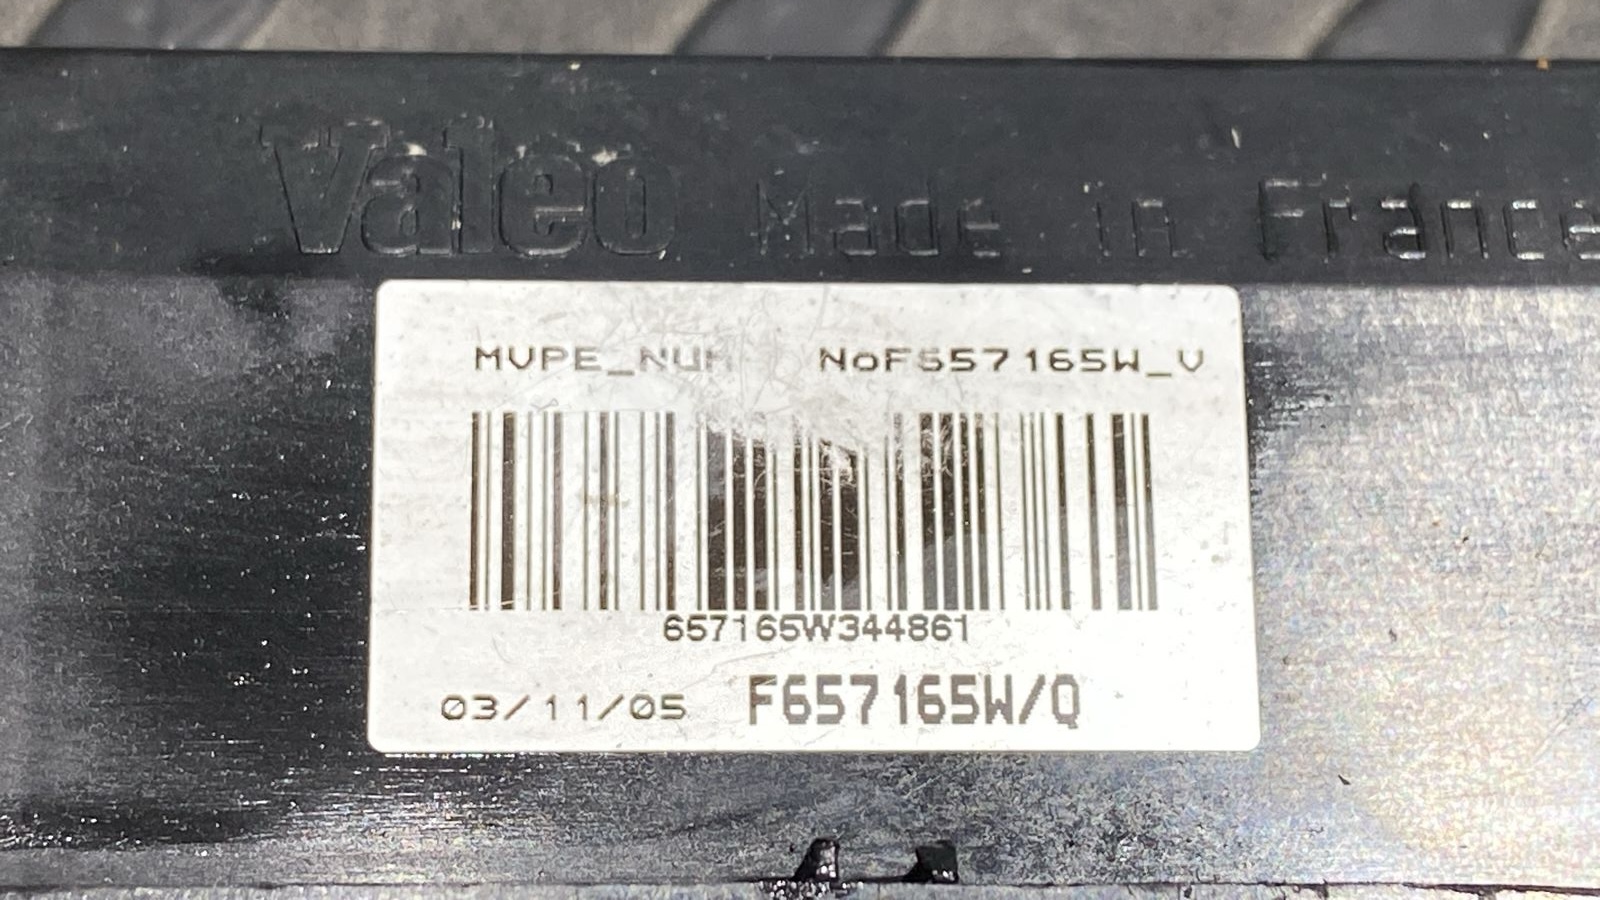 Valeo Made in France
MVPE_NUM NoF657165W_V
657165W344861
03/11/05 F657165W/Q